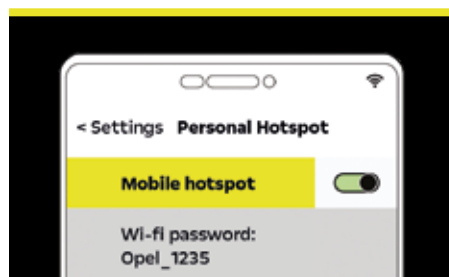 < Settings Personal Hotspot
Mobile hotspot
Wi-fi password:
Opel_1235